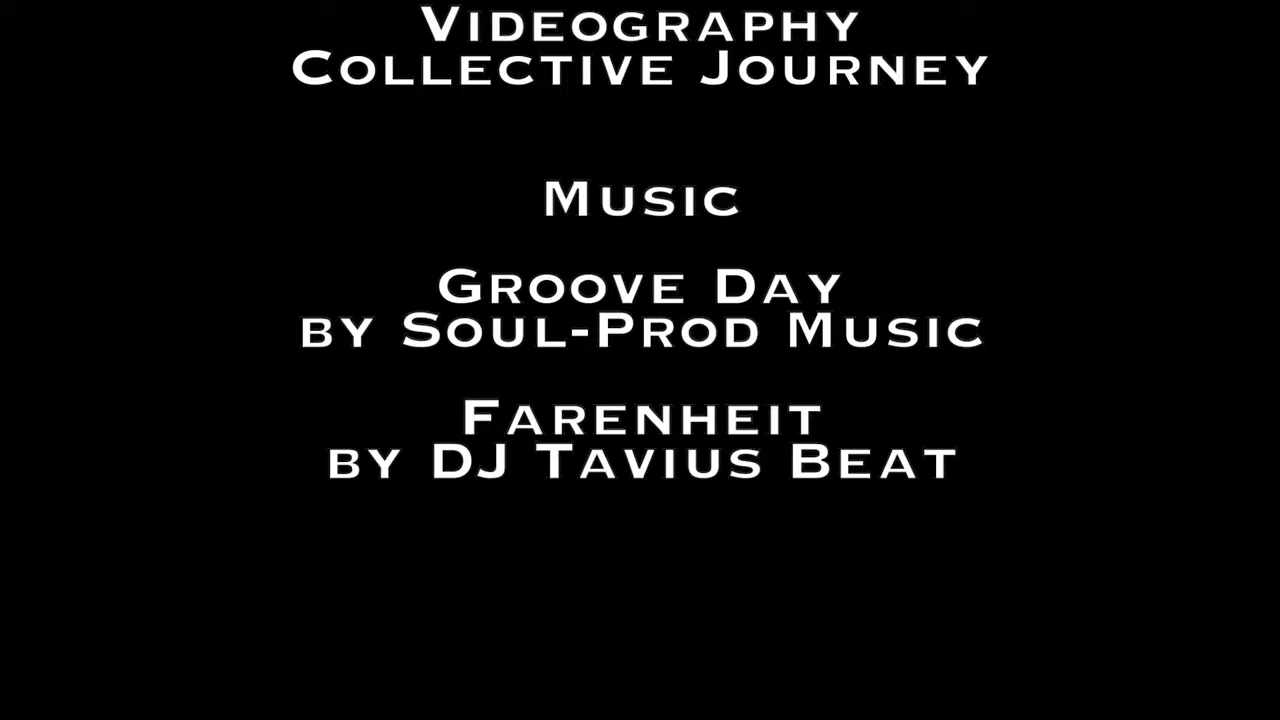 Videography
Collective Journey
Music
Groove Day
by Soul-Prod Music
Farenheit
by DJ Tavius Beat